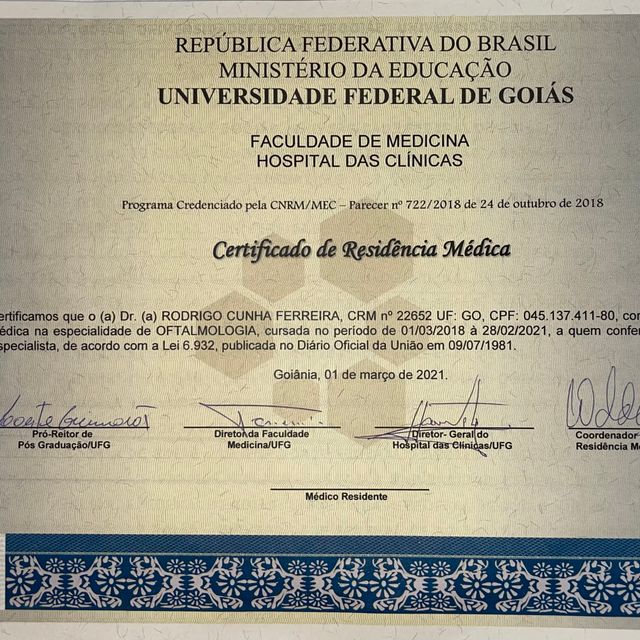 REPÚBLICA FEDERATIVA DO BRASIL
MINISTÉRIO DA EDUCAÇÃO
UNIVERSIDADE FEDERAL DE GOIÁS
FACULDADE DE MEDICINA
HOSPITAL DAS CLÍNICAS
Programa Credenciado pela CNRM/MEC – Parecer nº 722/2018 de 24 de outubro de 2018
Certificado de Residência Médica
ertificamos que o (a) Dr. (a) RODRIGO CUNHA FERREIRA, CRM nº 22652 UF: GO, CPF: 045.137.411-80, con
édica na especialidade de OFTALMOLOGIA, cursada no período de 01/03/2018 à 28/02/2021, a quem confer
specialista, de acordo com a Lei 6.932, publicada no Diário Oficial da União em 09/07/1981.
Goiânia, 01 de março de 2021.
Pró-Reitor de
Pós Graduação/UFG
Diretor da Faculdade
Medicina/UFG
Diretor- Geral do
Hospital das Clínicas/UFG
Coordenador
Residência Mé
Médico Residente